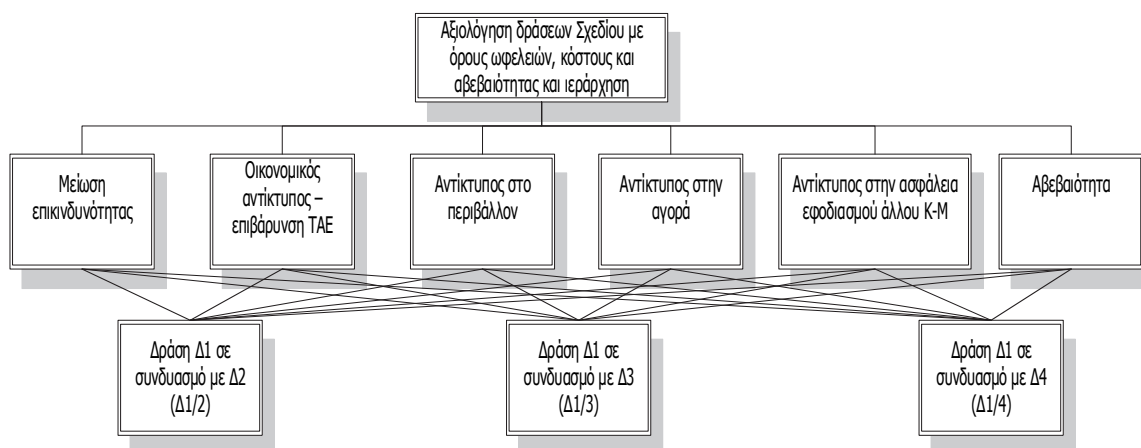 Αξιολόγηση δράσεων Σχεδίου με
όρους ωφελειών, κόστους και
αβεβαιότητας και ιεράρχηση
Μείωση
επικινδυνότητας
Οικονομικός
αντίκτυπος –
επιβάρυνση ΤΑΕ
Αντίκτυπος στο
περιβάλλον
Αντίκτυπος στην
αγορά
Αντίκτυπος στην ασφάλεια
εφοδιασμού άλλου Κ-Μ
Αβεβαιότητα
Δράση Δ1 σε
συνδυασμό με Δ2
(Δ1/2)
Δράση Δ1 σε
συνδυασμό με Δ3
(Δ1/3)
Δράση Δ1 σε
συνδυασμό με Δ4
(Δ1/4)